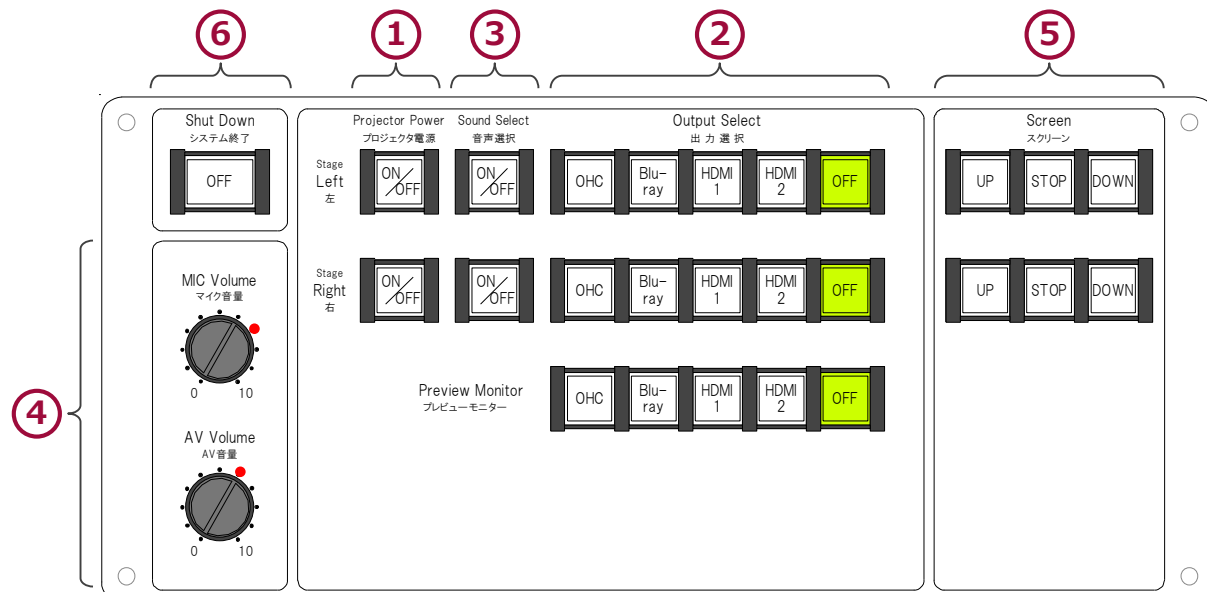 6
1
3
2
5
Shut Down
システム終了
OFF
Projector Power
プロジェクタ電源
Sound Select
音声選択
Output Select
出力選択
Screen
スクリーン
Stage
Left
左
ON/OFF
ON/OFF
OHC
Blu-
ray
HDMI
1
HDMI
2
OFF
UP
STOP
DOWN
Stage
Right
右
ON/OFF
ON/OFF
OHC
Blu-
ray
HDMI
1
HDMI
2
OFF
UP
STOP
DOWN
4
MIC Volume
マイク音量
0 10
Preview Monitor
プレビューモニター
OHC
Blu-
ray
HDMI
1
HDMI
2
OFF
AV Volume
AV音量
0 10